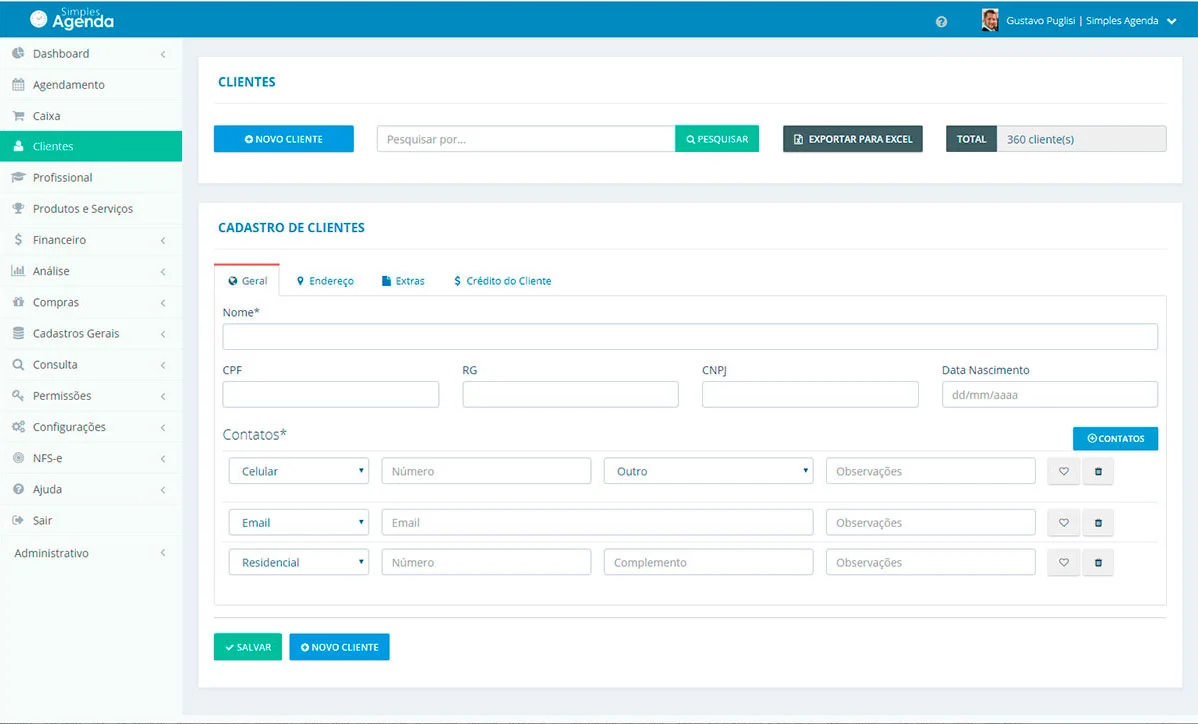 Simples
Agenda
Gustavo Puglisi | Simples Agenda
Dashboard
Agendamento
Caixa
Clientes
Profissional
Produtos e Serviços
Financeiro
Análise
Compras
Cadastros Gerais
Consulta
Permissões
Configurações
NFS-e
Ajuda
Sair
Administrativo
CLIENTES
NOVO CLIENTE
Pesquisar por...
PESQUISAR
EXPORTAR PARA EXCEL
TOTAL
360 cliente(s)
CADASTRO DE CLIENTES
Geral
Endereço
Extras
Crédito do Cliente
Nome*
CPF
RG
CNPJ
Data Nascimento
dd/mm/aaaa
Contatos*
CONTATOS
Celular
Número
Outro
Observações
Email
Email
Observações
Residencial
Número
Complemento
Observações
SALVAR
NOVO CLIENTE